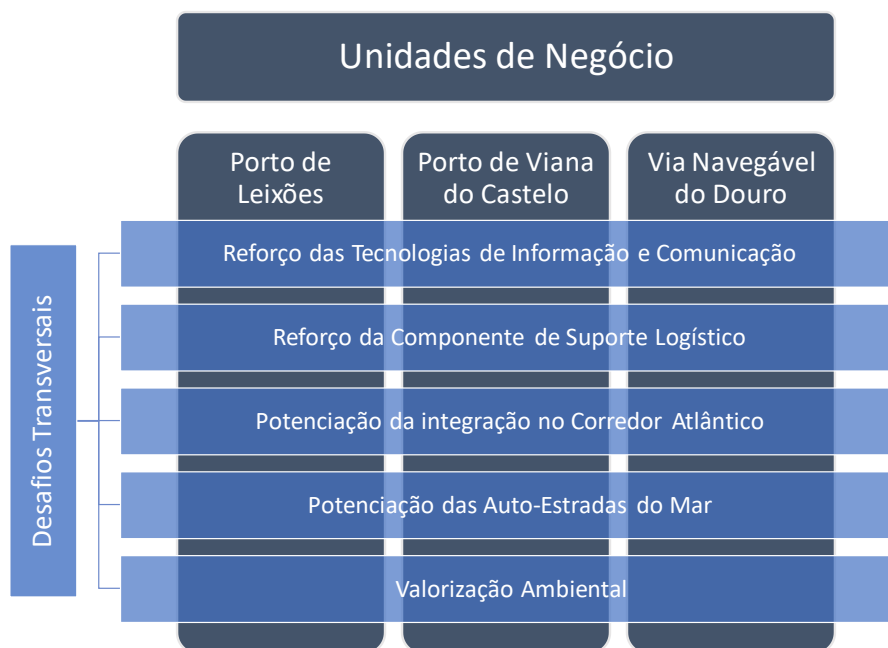 Unidades de Negócio
Porto de
Leixões
Porto de Viana
do Castelo
Via Navegável
do Douro
Desafios Transversais
Reforço das Tecnologias de Informação e Comunicação
Reforço da Componente de Suporte Logístico
Potenciação da integração no Corredor Atlântico
Potenciação das Auto-Estradas do Mar
Valorização Ambiental